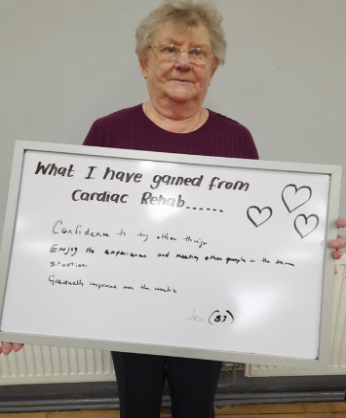 What I have gained from
Cardiac Rehab......
Confidence to try other things
Enjoy the experience and meeting other people in the same
situation
Gradually improved over the weeks
(83)